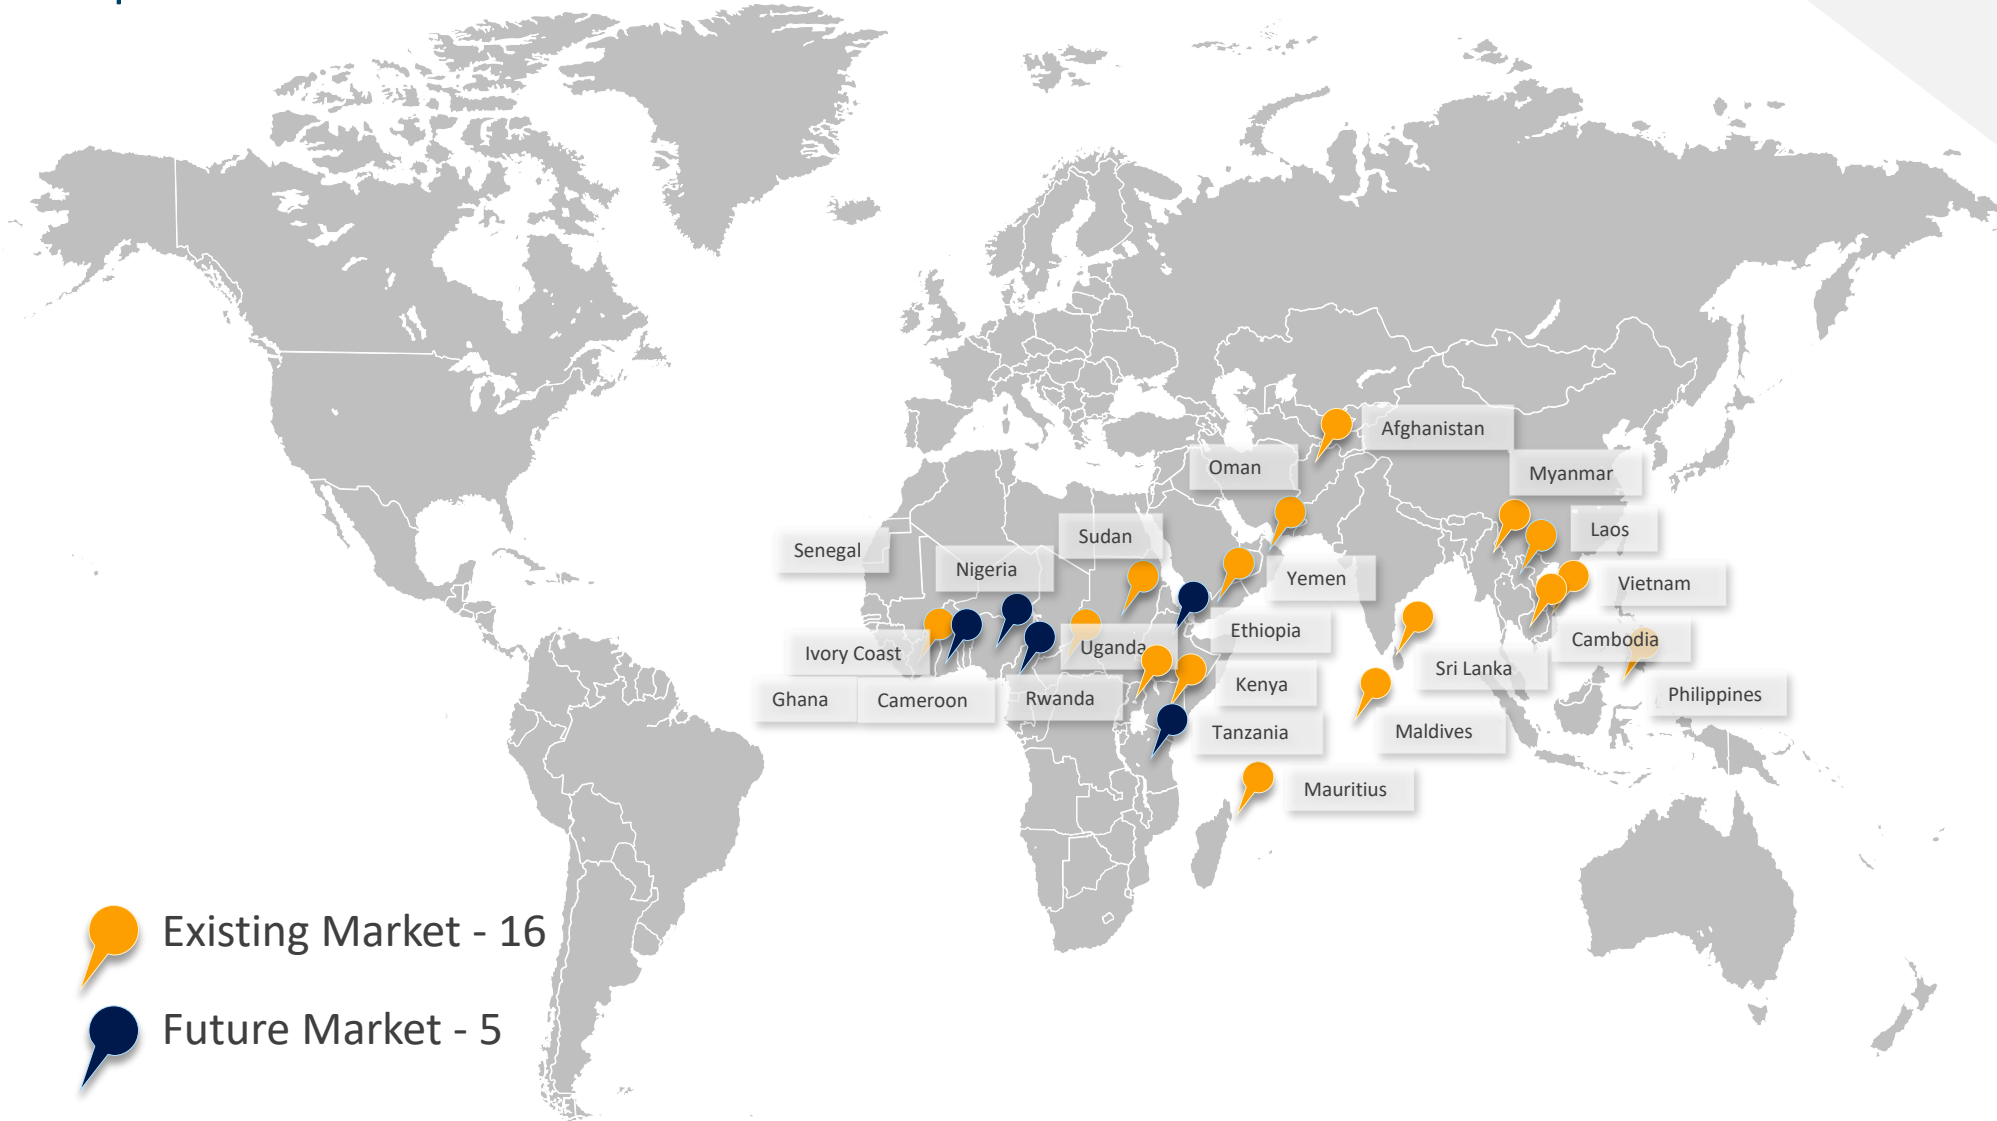 Afghanistan
Oman
Myanmar
Senegal
Sudan
Laos
Nigeria
Yemen
Vietnam
Ivory Coast
Uganda
Ethiopia
Cambodia
Ghana
Cameroon
Rwanda
Kenya
Sri Lanka
Philippines
Tanzania
Maldives
Mauritius
Existing Market - 16
Future Market - 5